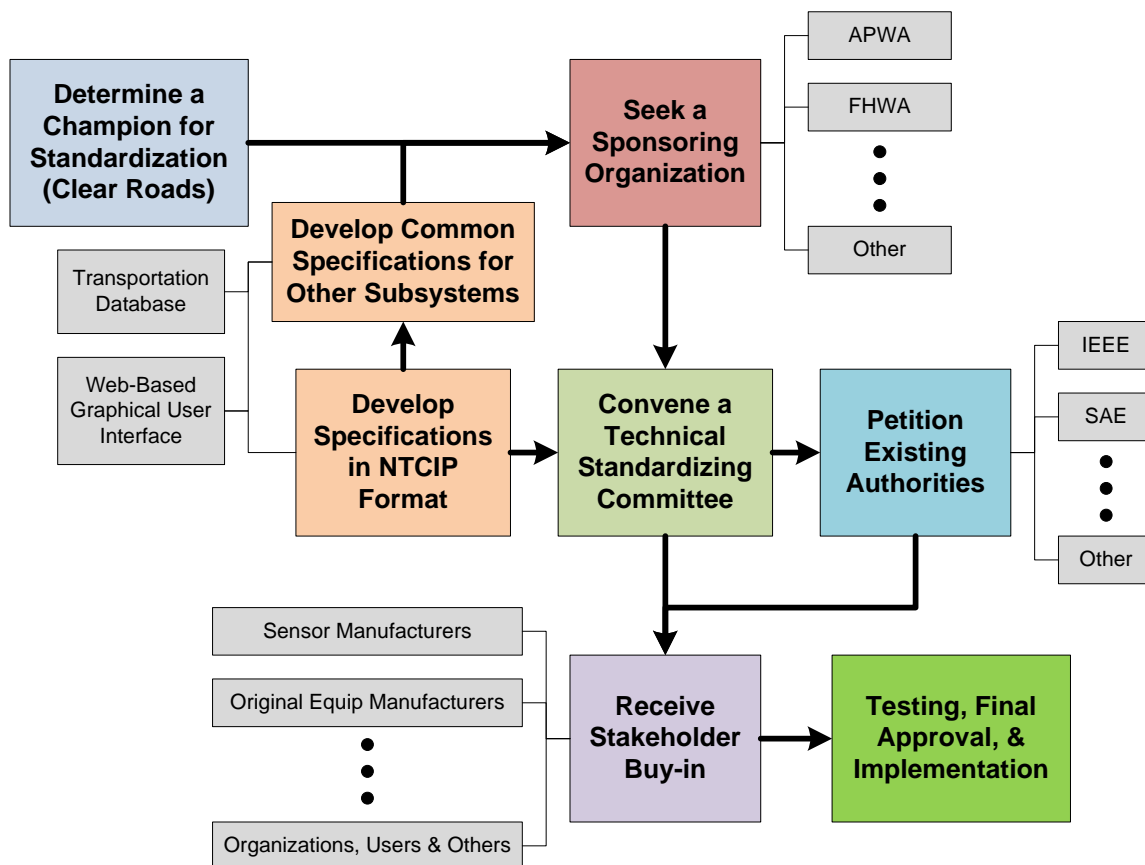 APWA
Determine a
Champion for
Standardization
(Clear Roads)
Seek a
Sponsoring
Organization
FHWA
Other
Develop Common
Specifications for
Other Subsystems
Transportation
Database
Web-Based
Graphical User
Interface
Develop
Specifications
in NTCIP
Format
Convene a
Technical
Standardizing
Committee
Petition
Existing
Authorities
IEEE
SAE
Other
Sensor Manufacturers
Original Equip Manufacturers
Organizations, Users & Others
Receive
Stakeholder
Buy-in
Testing, Final
Approval, &
Implementation